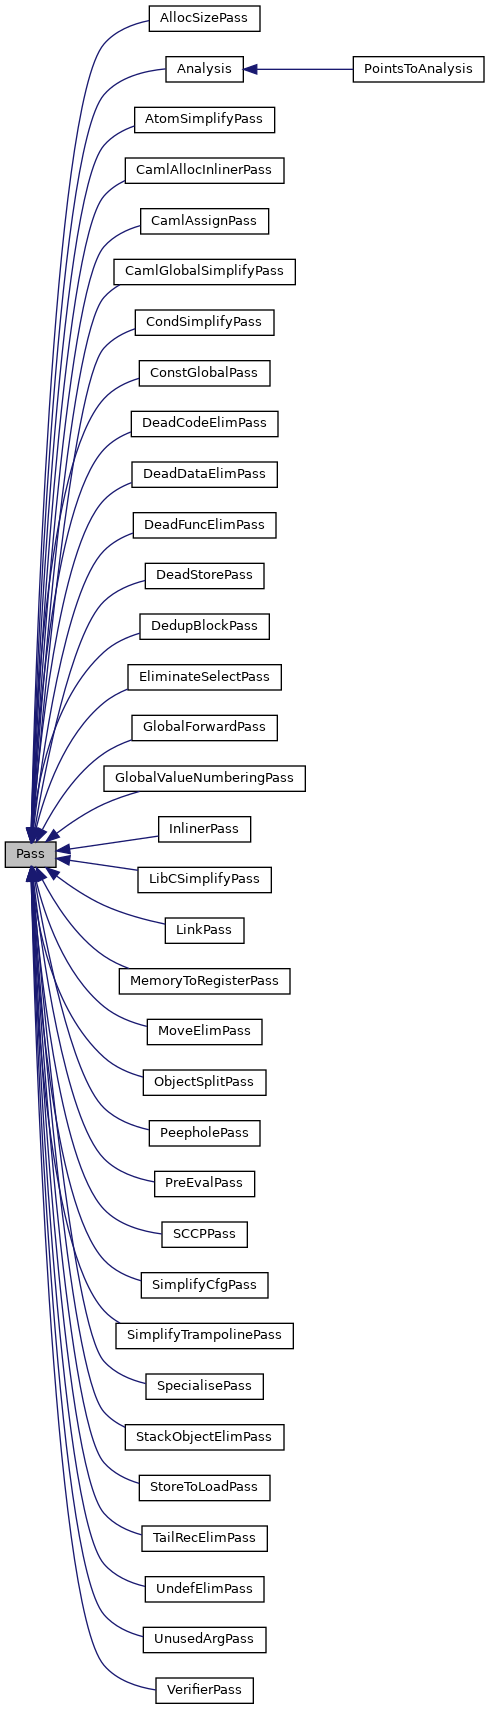 AllocSizePass
Analysis
PointsToAnalysis
AtomSimplifyPass
CamlAllocInlinerPass
CamlAssignPass
CamlGlobalSimplifyPass
CondSimplifyPass
ConstGlobalPass
DeadCodeElimPass
DeadDataElimPass
DeadFuncElimPass
DeadStorePass
DedupBlockPass
EliminateSelectPass
GlobalForwardPass
GlobalValueNumberingPass
InlinerPass
Pass
LibCSimplifyPass
LinkPass
MemoryToRegisterPass
MoveElimPass
ObjectSplitPass
PeepholePass
PreEvalPass
SCCPPass
SimplifyCfgPass
SimplifyTrampolinePass
SpecialisePass
StackObjectElimPass
StoreToLoadPass
TailRecElimPass
UndefElimPass
UnusedArgPass
VerifierPass